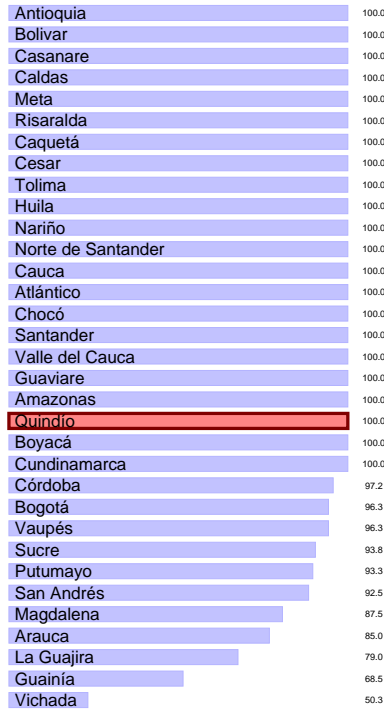 Antioquia 100.0
Bolivar 100.0
Casanare 100.0
Caldas 100.0
Meta 100.0
Risaralda 100.0
Caquetá 100.0
Cesar 100.0
Tolima 100.0
Huila 100.0
Nariño 100.0
Norte de Santander 100.0
Cauca 100.0
Atlántico 100.0
Chocó 100.0
Santander 100.0
Valle del Cauca 100.0
Guaviare 100.0
Amazonas 100.0
Quindío 100.0
Boyacá 100.0
Cundinamarca 100.0
Córdoba 97.2
Bogotá 96.3
Vaupés 96.3
Sucre 93.8
Putumayo 93.3
San Andrés 92.5
Magdalena 87.5
Arauca 85.0
La Guajira 79.0
Guainía 68.5
Vichada 50.3